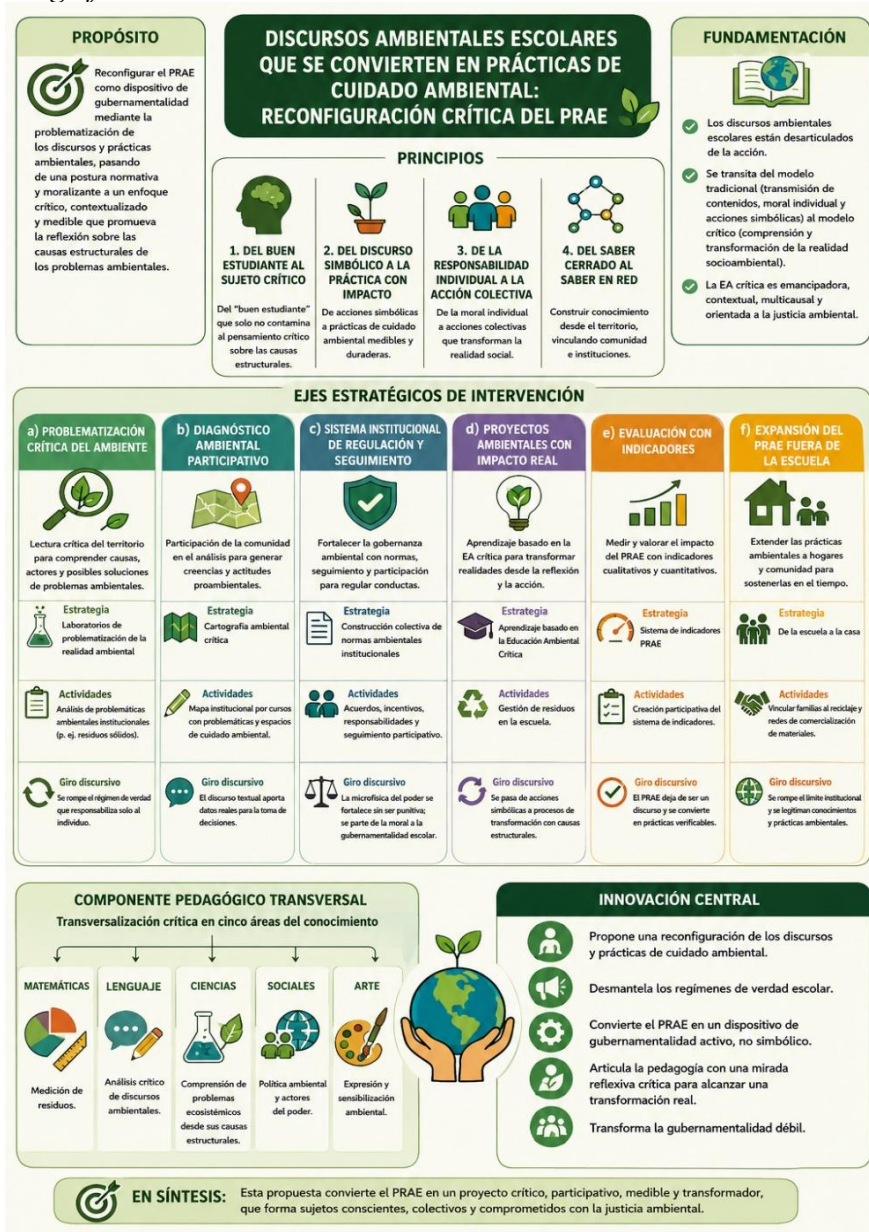 PROPÓSITO
Reconfigurar el PRAE
como dispositivo de
gubernamentalidad
mediante la
problematización de
los discursos y prácticas
ambientales, pasando
de una postura normativa
y moralizante a un enfoque
crítico, contextualizado
y medible que promueva
la reflexión sobre las
causas estructurales de
los problemas ambientales.
DISCURSOS AMBIENTALES ESCOLARES
QUE SE CONVIERTEN EN PRÁCTICAS DE
CUIDADO AMBIENTAL:
RECONFIGURACIÓN CRÍTICA DEL PRAE
PRINCIPIOS
1. DEL BUEN
ESTUDIANTE AL
SUJETO CRÍTICO
Del "buen estudiante"
que solo no contamina
al pensamiento crítico
sobre las causas
estructurales.
2. DEL DISCURSO
SIMBÓLICO A LA
PRÁCTICA CON
IMPACTO
De acciones simbólicas
a prácticas de cuidado
ambiental medibles y
duraderas.
3. DE LA
RESPONSABILIDAD
INDIVIDUAL A LA
ACCIÓN COLECTIVA
De la moral individual
a acciones colectivas
que transforman la
realidad social.
4. DEL SABER
CERRADO AL
SABER EN RED
Construir conocimiento
desde el territorio,
vinculando comunidad
e instituciones.
FUNDAMENTACIÓN
Los discursos ambientales
escolares están desarticulados
de la acción.
Se transita del modelo
tradicional (transmisión de
contenidos, moral individual y
acciones simbólicas) al modelo
crítico (comprensión y
transformación de la realidad
socioambiental).
La EA crítica es emancipadora,
contextual, multicausal y
orientada a la justicia ambiental.
EJES ESTRATÉGICOS DE INTERVENCIÓN
a) PROBLEMATIZACIÓN
CRÍTICA DEL AMBIENTE
Lectura crítica del territorio
para comprender causas,
actores y posibles soluciones
de problemas ambientales.
Estrategia
Laboratorios de
problematización de la
realidad ambiental
Actividades
Análisis de problemáticas
ambientales institucionales
(p. ej. residuos sólidos).
Giro discursivo
Se rompe el régimen de verdad
que responsabiliza solo al
individuo.
b) DIAGNÓSTICO
AMBIENTAL
PARTICIPATIVO
Participación de la comunidad
en el análisis para generar
creencias y actitudes
proambientales.
Estrategia
Cartografía ambiental
crítica
Actividades
Mapa institucional por cursos
con problemáticas y espacios
de cuidado ambiental.
Giro discursivo
El discurso textual aporta
datos reales para la toma de
decisiones.
c) SISTEMA INSTITUCIONAL
DE REGULACIÓN Y
SEGUIMIENTO
Fortalecer la gobernanza
ambiental con normas,
seguimiento y participación
para regular conductas.
Estrategia
Construcción colectiva de
normas ambientales
institucionales
Actividades
Acuerdos, incentivos,
responsabilidades y
seguimiento participativo.
Giro discursivo
La microfísica del poder se
fortalece sin ser punitiva;
se parte de la moral a la
gubernamentalidad escolar.
d) PROYECTOS
AMBIENTALES CON
IMPACTO REAL
Aprendizaje basado en la
EA crítica para transformar
realidades desde la reflexión
y la acción.
Estrategia
Aprendizaje basado en
la Educación Ambiental
Crítica
Actividades
Gestión de residuos
en la escuela.
Giro discursivo
Se pasa de acciones
simbólicas a procesos de
transformación con causas
estructurales.
e) EVALUACIÓN CON
INDICADORES
Medir y valorar el impacto
del PRAE con indicadores
cualitativos y cuantitativos.
Estrategia
Sistema de indicadores
PRAE
Actividades
Creación participativa del
sistema de indicadores.
Giro discursivo
El PRAE deja de ser un
discurso y se convierte
en prácticas verificables.
f) EXPANSIÓN DEL
PRAE FUERA DE
LA ESCUELA
Extender las prácticas
ambientales a hogares
y comunidad para
sostenerlas en el tiempo.
Estrategia
De la escuela a la casa
Actividades
Vincular familias al reciclaje y
redes de comercialización
de materiales.
Giro discursivo
Se rompe el límite institucional
y se legitiman conocimientos
y prácticas ambientales.
COMPONENTE PEDAGÓGICO TRANSVERSAL
Transversalización crítica en cinco áreas del conocimiento
MATEMÁTICAS
Medición de
residuos.
LENGUAJE
Análisis crítico
de discursos
ambientales.
CIENCIAS
Comprensión de
problemas
ecosistémicos
desde sus causas
estructurales.
SOCIALES
Política ambiental
y actores
del poder.
ARTE
Expresión y
sensibilización
ambiental.
INNOVACIÓN CENTRAL
Propone una reconfiguración de los discursos
y prácticas de cuidado ambiental.
Desmantela los regímenes de verdad escolar.
Convierte el PRAE en un dispositivo de
gubernamentalidad activo, no simbólico.
Articula la pedagogía con una mirada
reflexiva crítica para alcanzar una
transformación real.
Transforma la gubernamentalidad débil.
EN SÍNTESIS: Esta propuesta convierte el PRAE en un proyecto crítico, participativo, medible y transformador,
que forma sujetos conscientes, colectivos y comprometidos con la justicia ambiental.